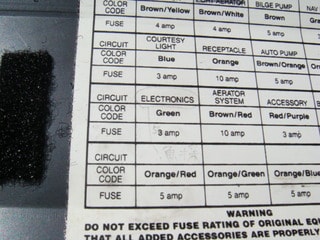 BILGE PUMP NAV
COLOR CODE Brown/Yellow Brown/White Brown
FUSE 4 amp 4 amp 5 amp
CIRCUIT COURTESY LIGHT RECEPTACLE AUTO PUMP
COLOR CODE Blue Orange Brown/Orange
FUSE 3 amp 10 amp 5 amp
CIRCUIT ELECTRONICS AERATOR SYSTEM ACCESSORY
COLOR CODE Green Brown/Red Red/Purple
FUSE 3 amp 10 amp 3 amp
CIRCUIT
COLOR CODE Orange/Red Orange/Green Orange/Blue
FUSE 5 amp 5 amp 5 amp
WARNING
DO NOT EXCEED FUSE RATING OF ORIGINAL EQ
THAT ALL ADDED ACCESSORIES ARE PROPERLY